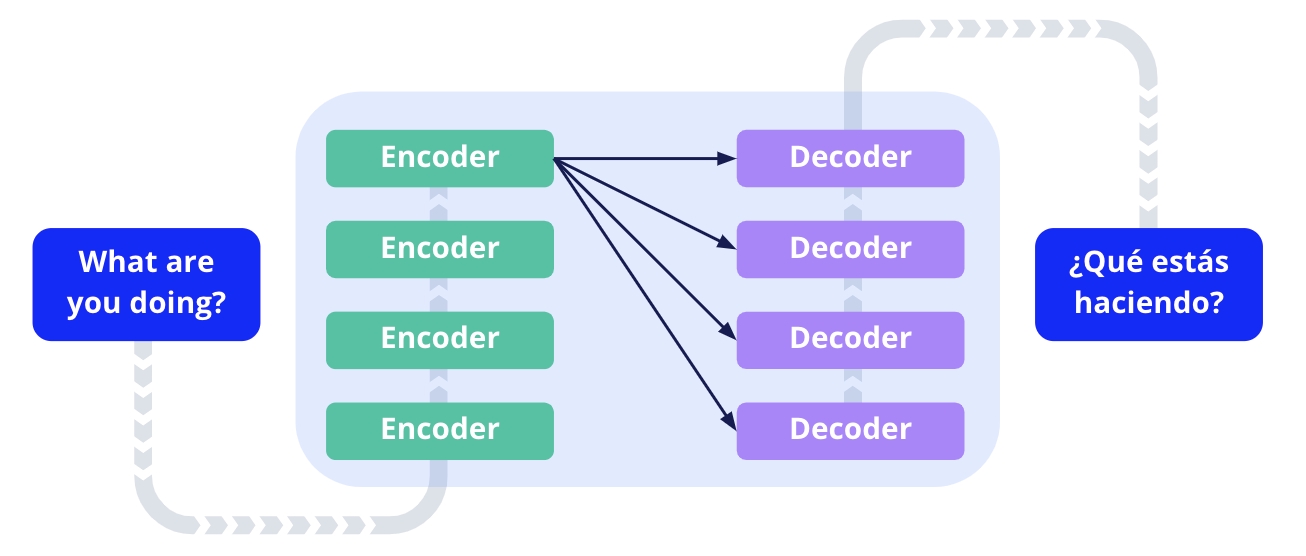 What are
you doing?
Encoder
Encoder
Encoder
Encoder
Decoder
Decoder
Decoder
Decoder
¿Qué estás
haciendo?